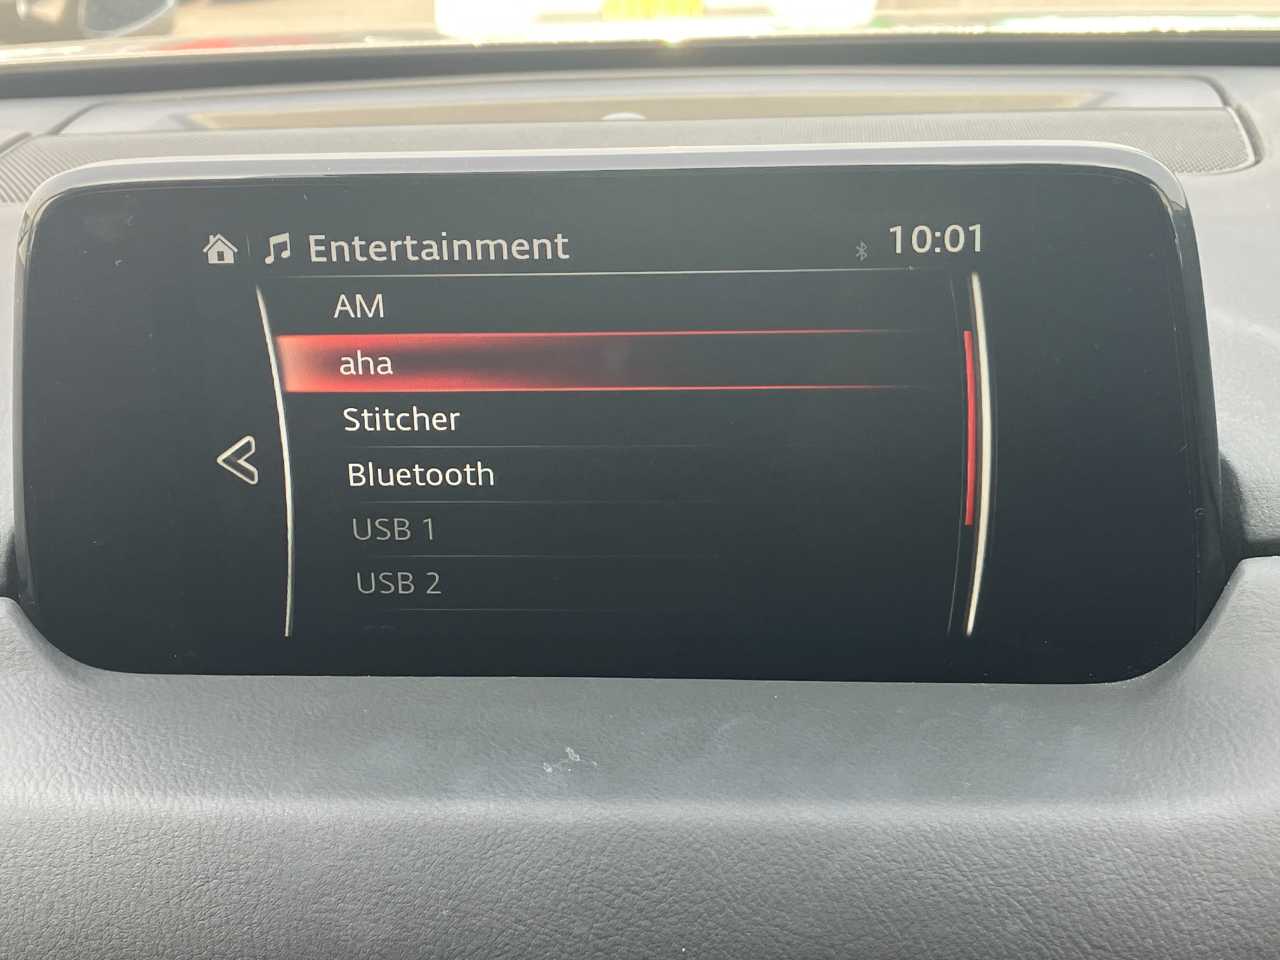 Entertainment
10:01
AM
aha
Stitcher
Bluetooth
USB 1
USB 2